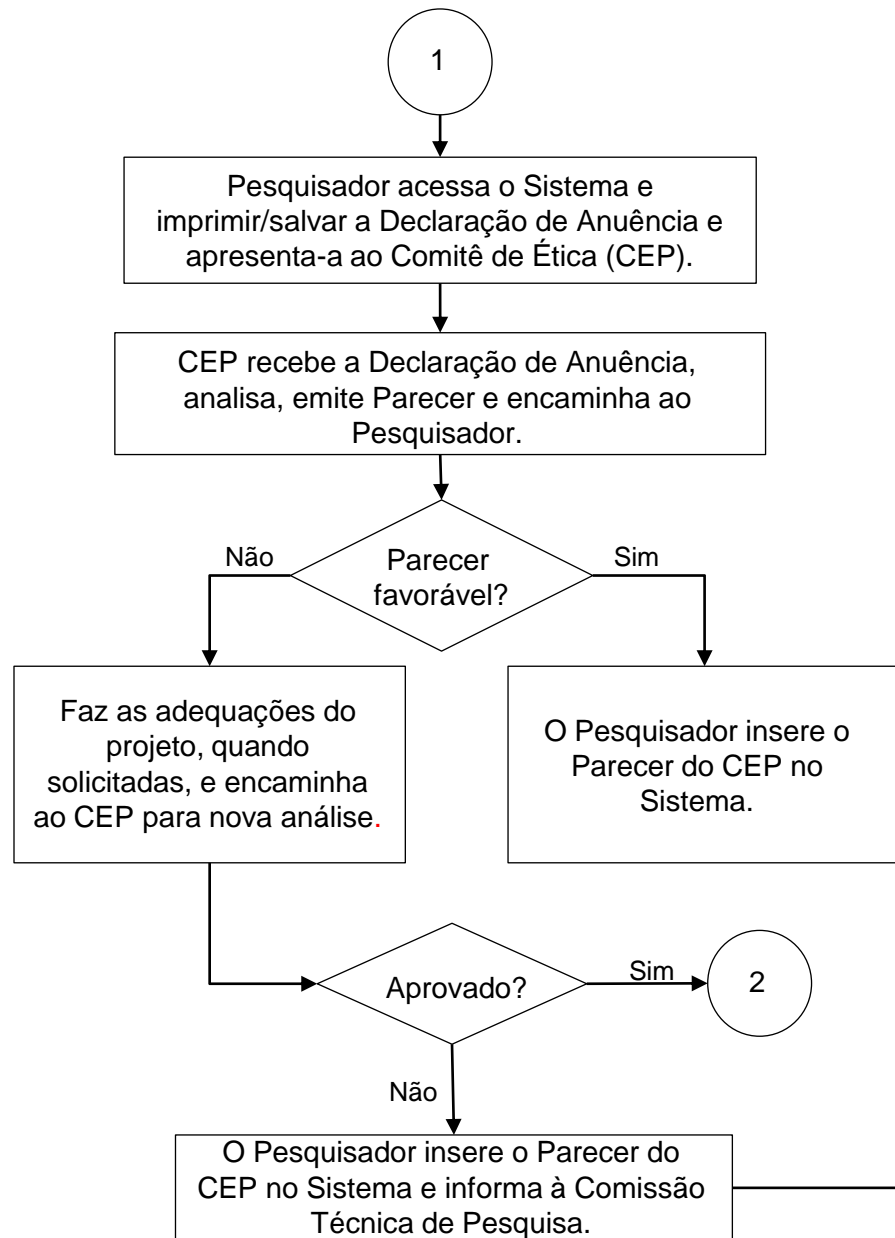 1
Pesquisador acessa o Sistema e
imprimir/salvar a Declaração de Anuência e
apresenta-a ao Comitê de Ética (CEP).
CEP recebe a Declaração de Anuência,
analisa, emite Parecer e encaminha ao
Pesquisador.
Parecer
favorável?
Não
Sim
Faz as adequações do
projeto, quando
solicitadas, e encaminha
ao CEP para nova análise.
O Pesquisador insere o
Parecer do CEP no
Sistema.
Aprovado?
Sim
2
Não
O Pesquisador insere o Parecer do
CEP no Sistema e informa à Comissão
Técnica de Pesquisa.